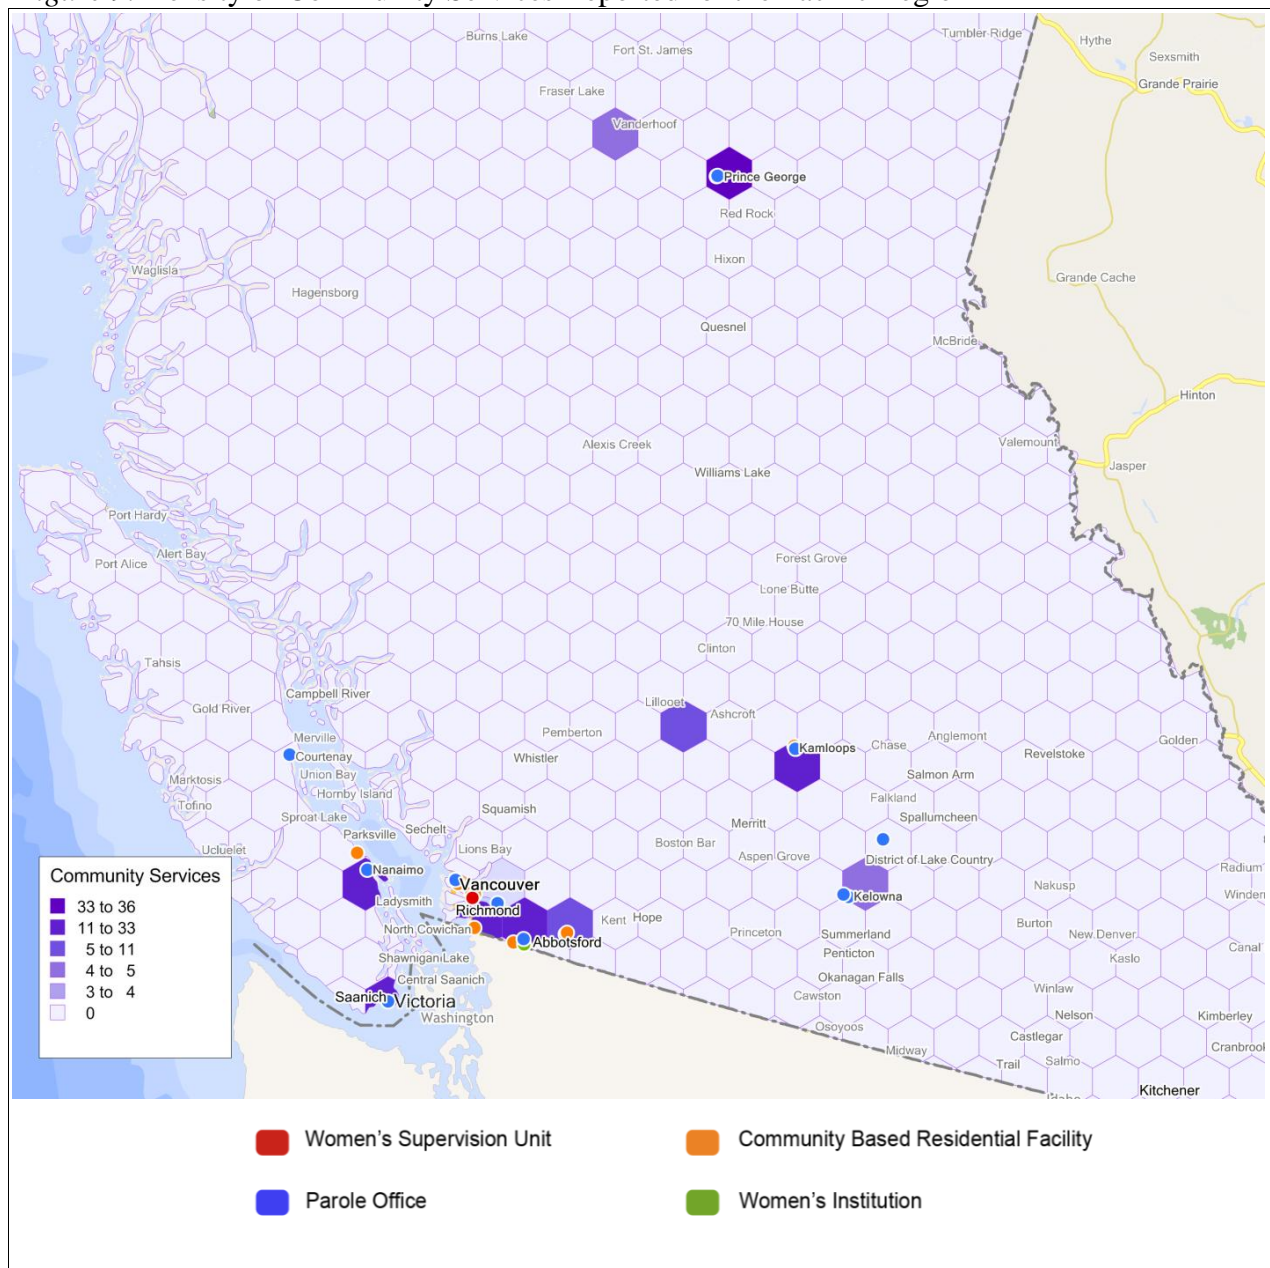 Burns Lake
Fort St. James
Tumbler Ridge
Hythe
Sexsmith
Grande Prairie
Fraser Lake
Vanderhoof
Prince George
Red Rock
Hixon
Waglisla
Hagensborg
Grande Cache
Quesnel
McBride
Hinton
Alexis Creek
Valemount
Williams Lake
Jasper
Port Hardy
Alert Bay
Port Alice
Forest Grove
Lone Butte
70 Mile House
Clinton
Tahsis
Campbell River
Gold River
Lillooet
Ashcroft
Pemberton
Merville
Courtenay
Whistler
Kamloops
Chase
Anglemont
Revelstoke
Golden
Union Bay
Marktosis
Hornby Island
Salmon Arm
Tofino
Squamish
Falkland
Sproat Lake
Sechelt
Merritt
Spallumcheen
Parksville
Ucluelet
Lions Bay
Boston Bar
Aspen Grove
District of Lake Country
Radium
Nanaimo
Vancouver
Nakusp
Kelowna
Winder
Ladysmith
Richmond
Kent
Hope
North Cowichan
Princeton
Summerland
Burton
New Denver
Abbotsford
Penticton
Canal
Shawnigan Lake
Kaslo
Central Saanich
Okanagan Falls
Saanich
Victoria
Cawston
Winlaw
Washington
Nelson
Kimberley
Osoyoos
Castlegar
Cranbrook
Midway
Trail
Salmo
Kitchener
Idaho
Community Services
33 to 36
11 to 33
5 to 11
4 to 5
3 to 4
0
Women's Supervision Unit
Community Based Residential Facility
Parole Office
Women's Institution